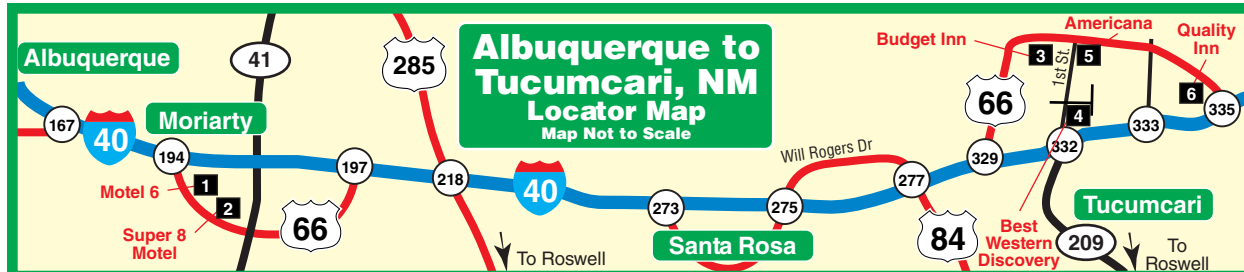 Albuquerque to
Tucumcari, NM
Locator Map
Map Not to Scale
Albuquerque
167
40
Moriarty
194
Motel 6
1
2
Super 8
Motel
41
66
197
285
218
To Roswell
40
273
Santa Rosa
275
Will Rogers Dr
277
84
329
66
Budget Inn
3
1st St.
5
Americana
4
332
333
Quality
Inn
6
335
Best
Western
Discovery
209
Tucumcari
To
Roswell